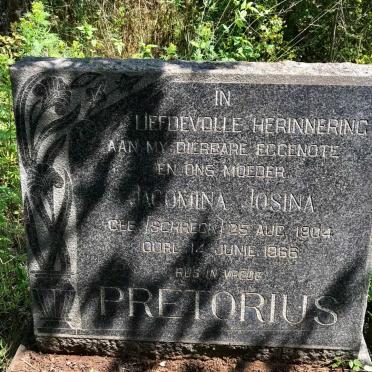 IN
LIEFDEVOLLE HERINNERING
AAN MY DIERBARE EGGENOTE
EN ONS MOEDER
JACOMINA JOSINA
GEB (SCHRECK) 25 AUG. 1904
OORL 14 JUNIE 1966
RUS IN VREDE
PRETORIUS